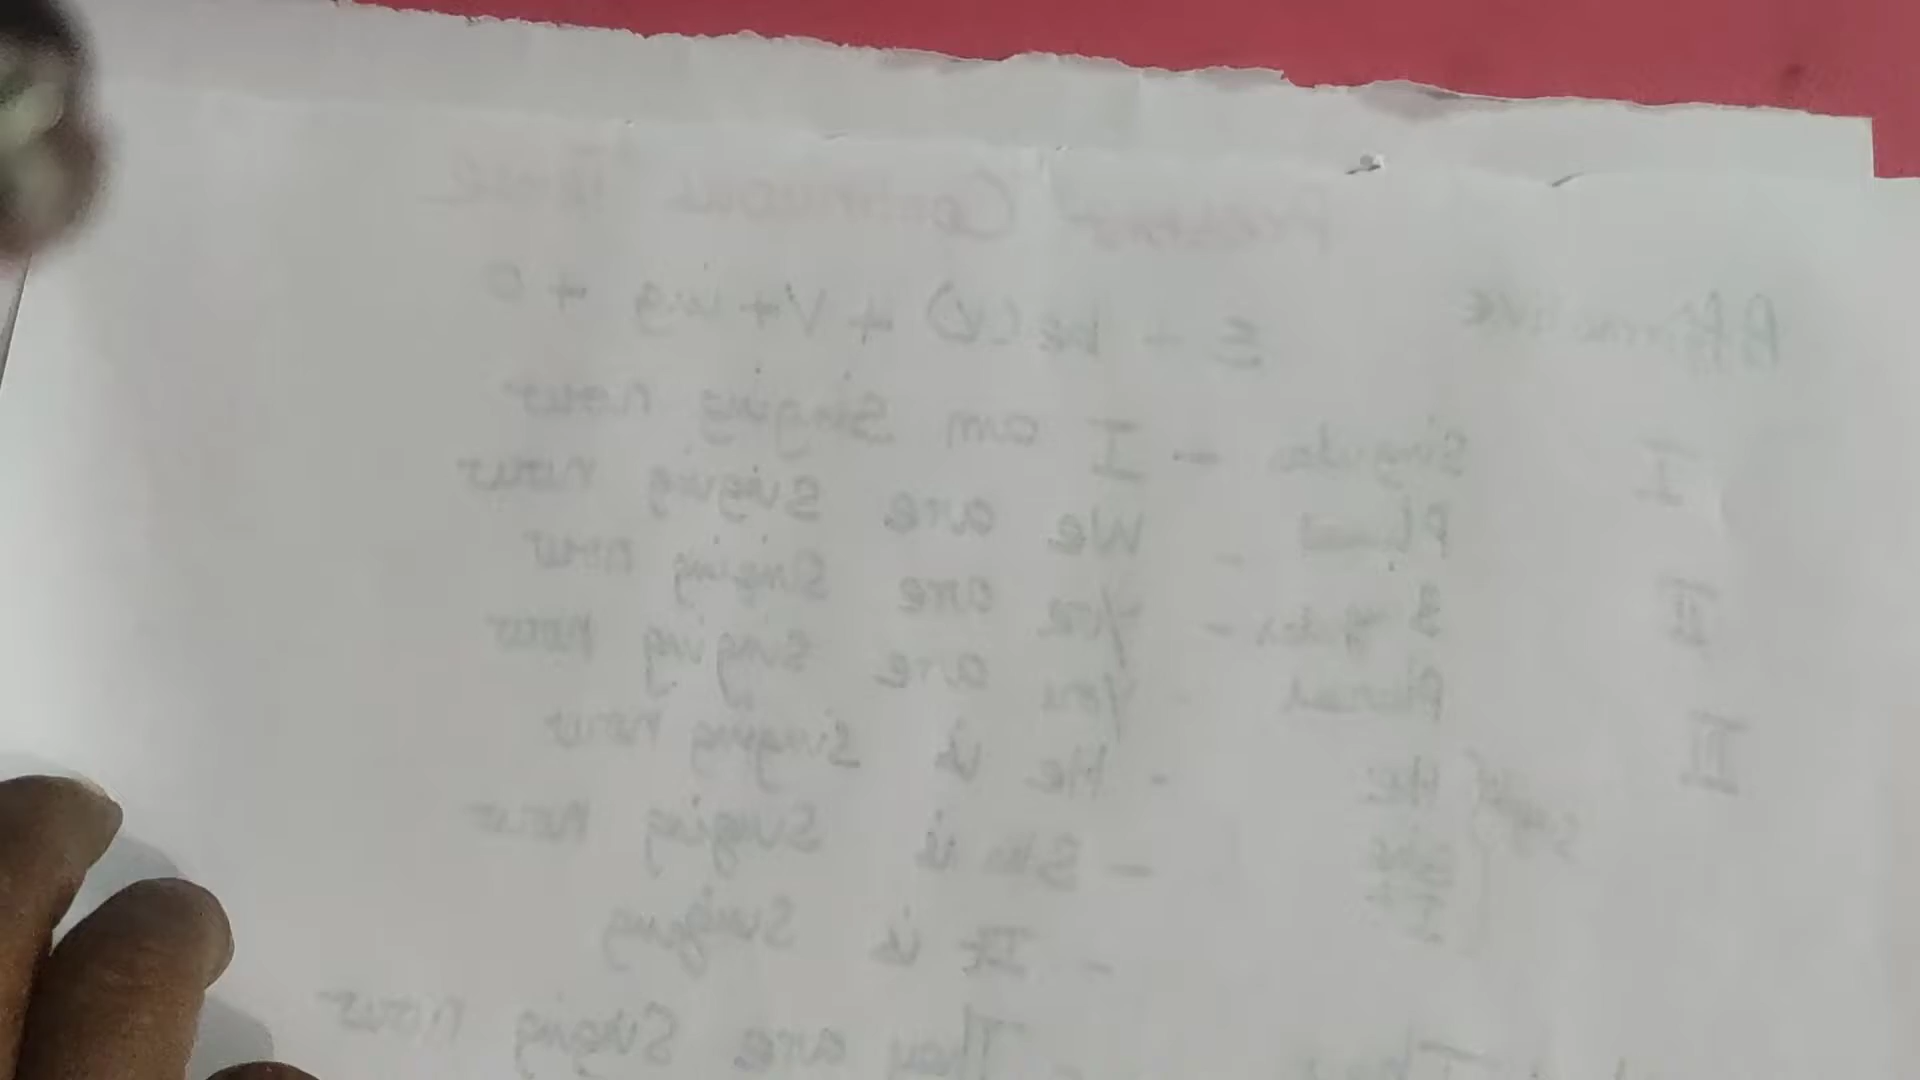 Present Continuous Tense
Affirmative Σ + be (V) + V+ing + O
I Singular - I am singing now
Plural - We are singing now
II Singular - You are singing now
Plural - You are singing now
III He - He is singing now
She - She is singing now
It - It is singing
They - They are singing now